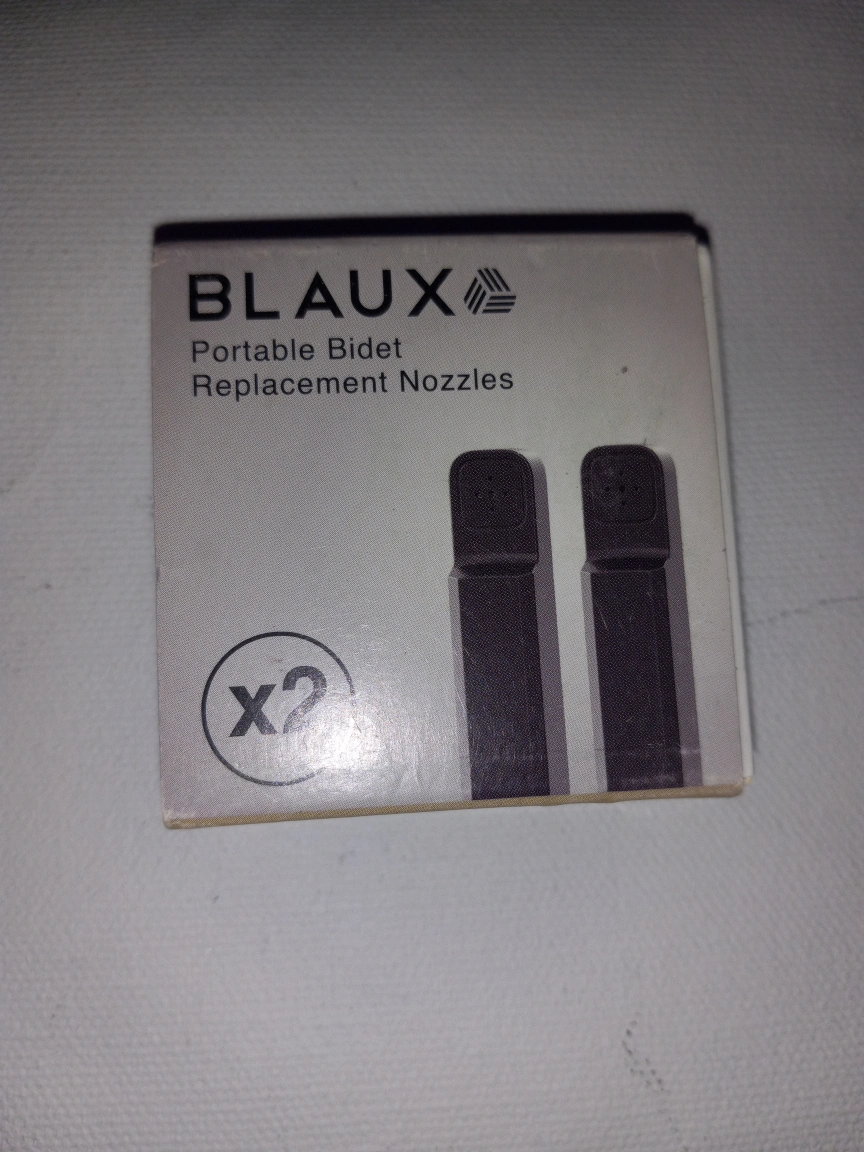 BLAUX
Portable Bidet
Replacement Nozzles
x2